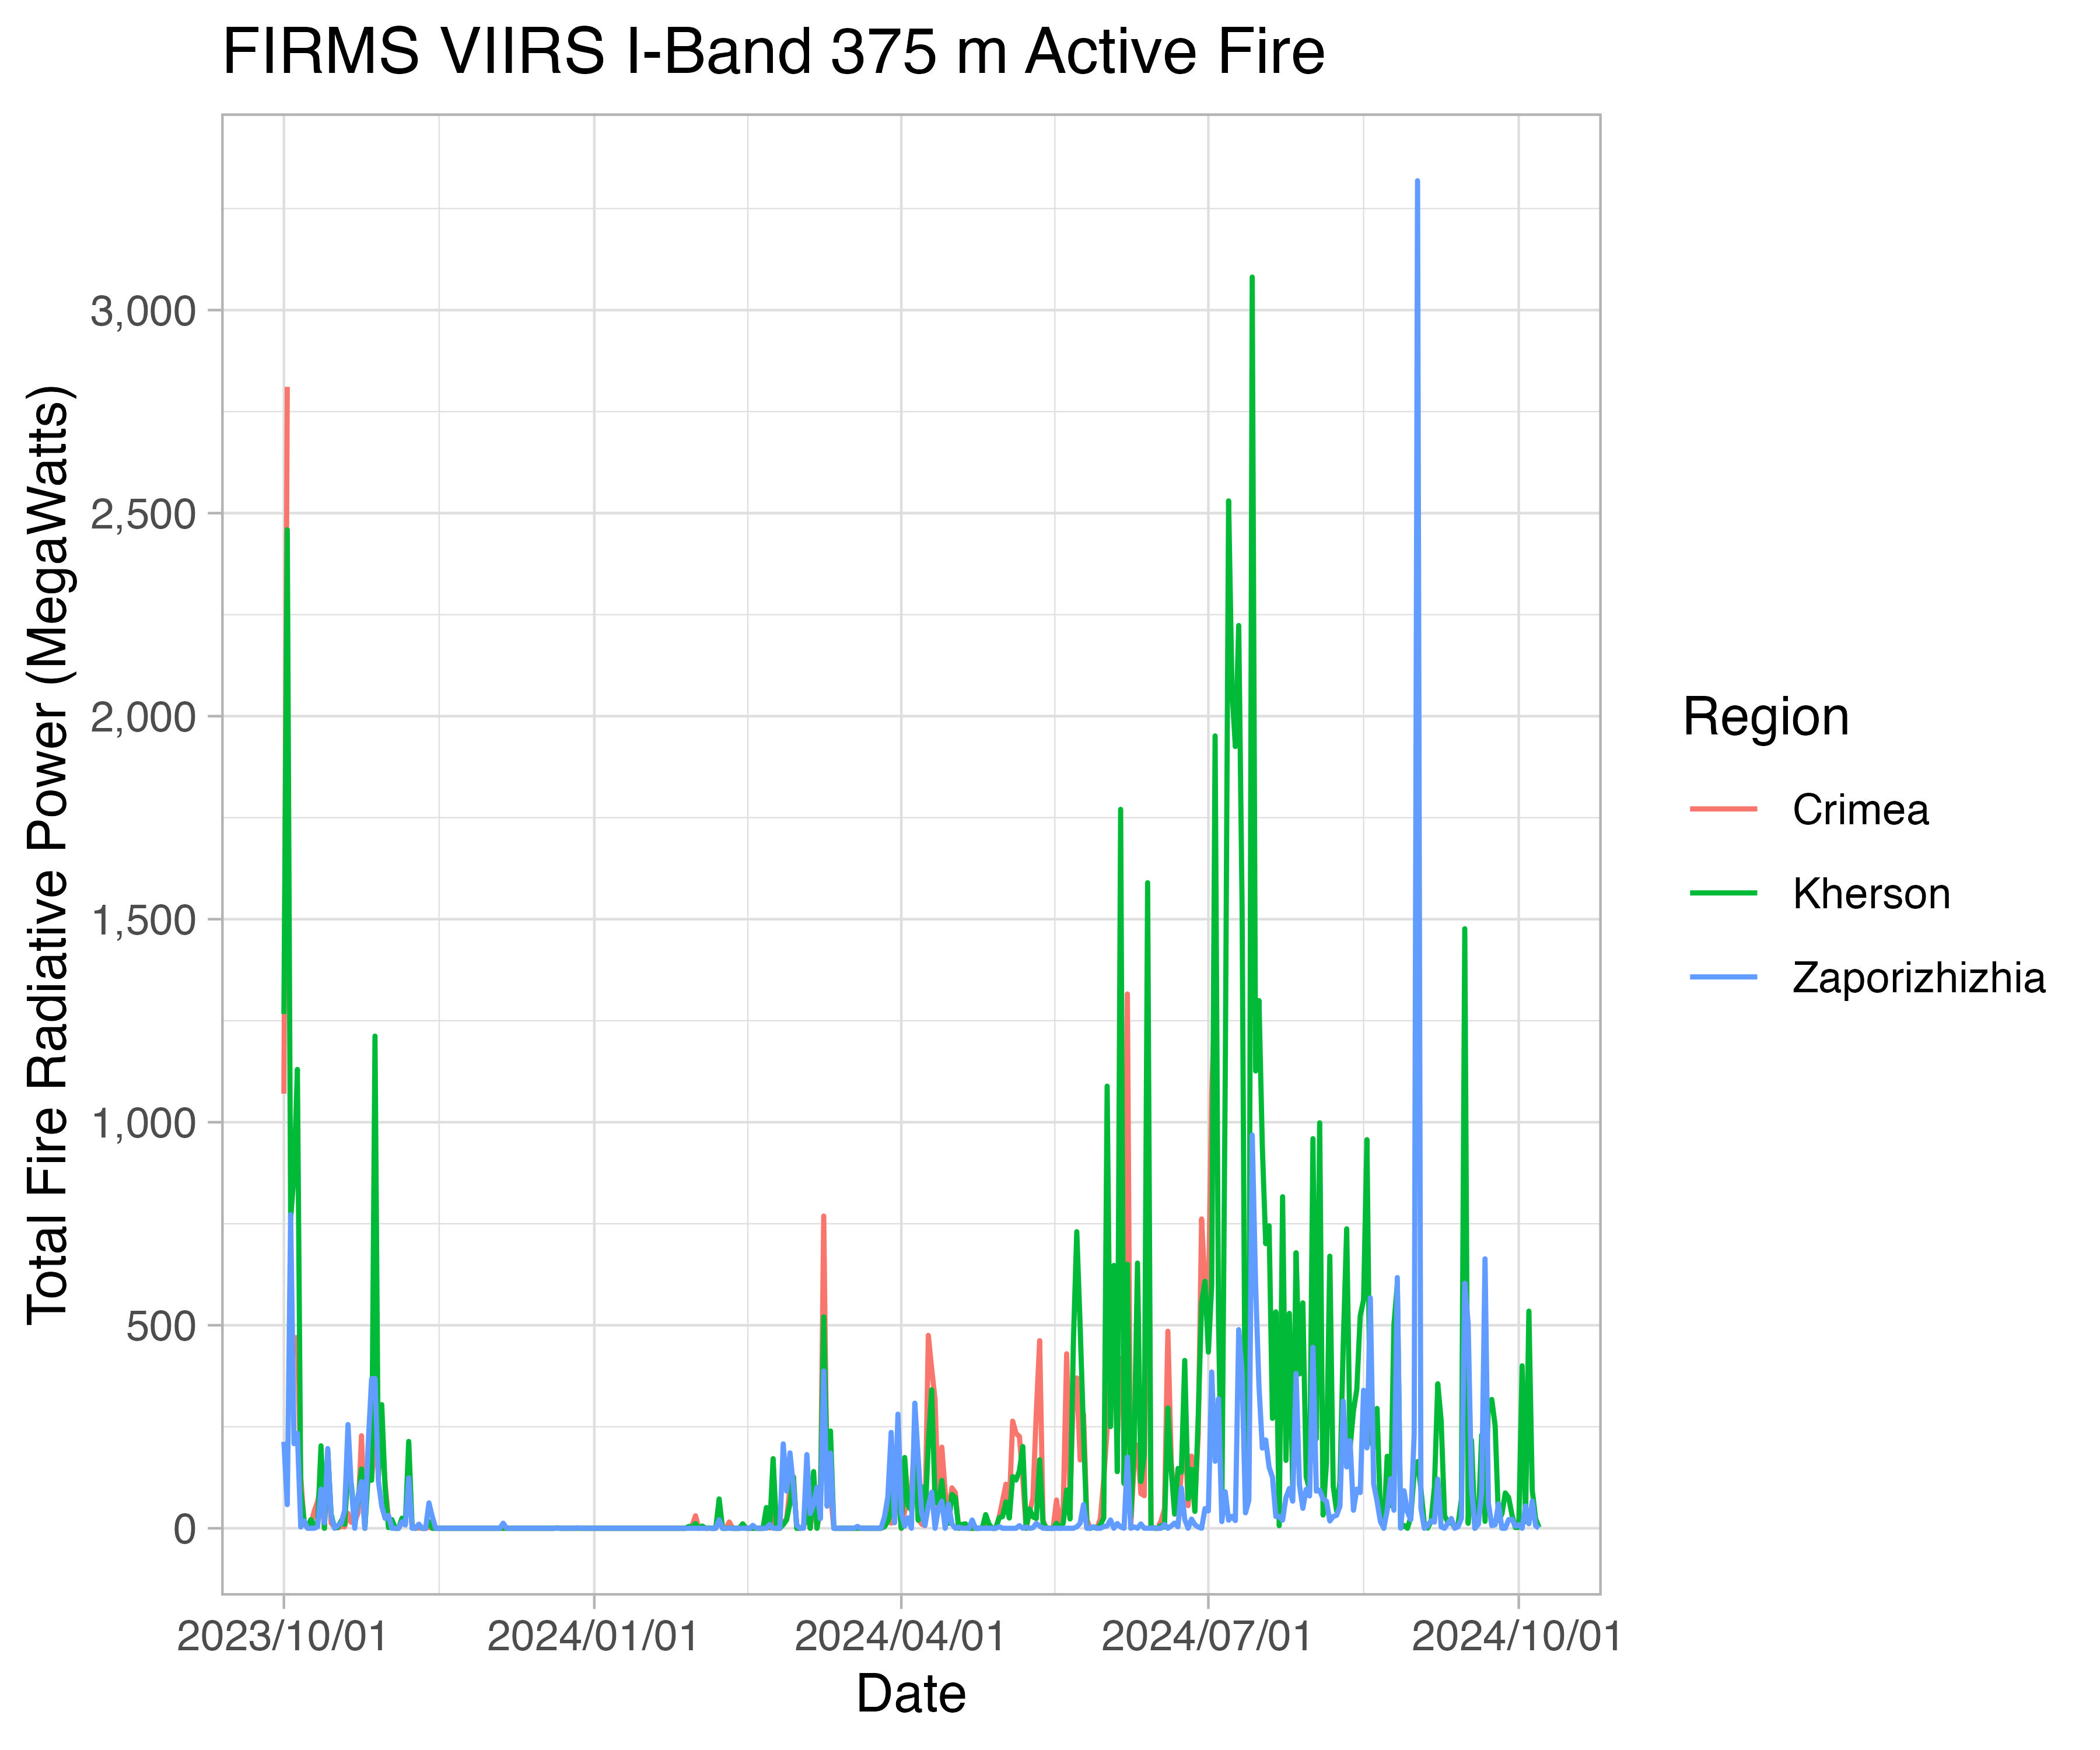 FIRMS VIIRS I-Band 375 m Active Fire
Total Fire Radiative Power (MegaWatts)
3,000
2,500
2,000
1,500
1,000
500
0
2023/10/01 2024/01/01 2024/04/01 2024/07/01 2024/10/01
Date
Region
Crimea
Kherson
Zaporizhizhia